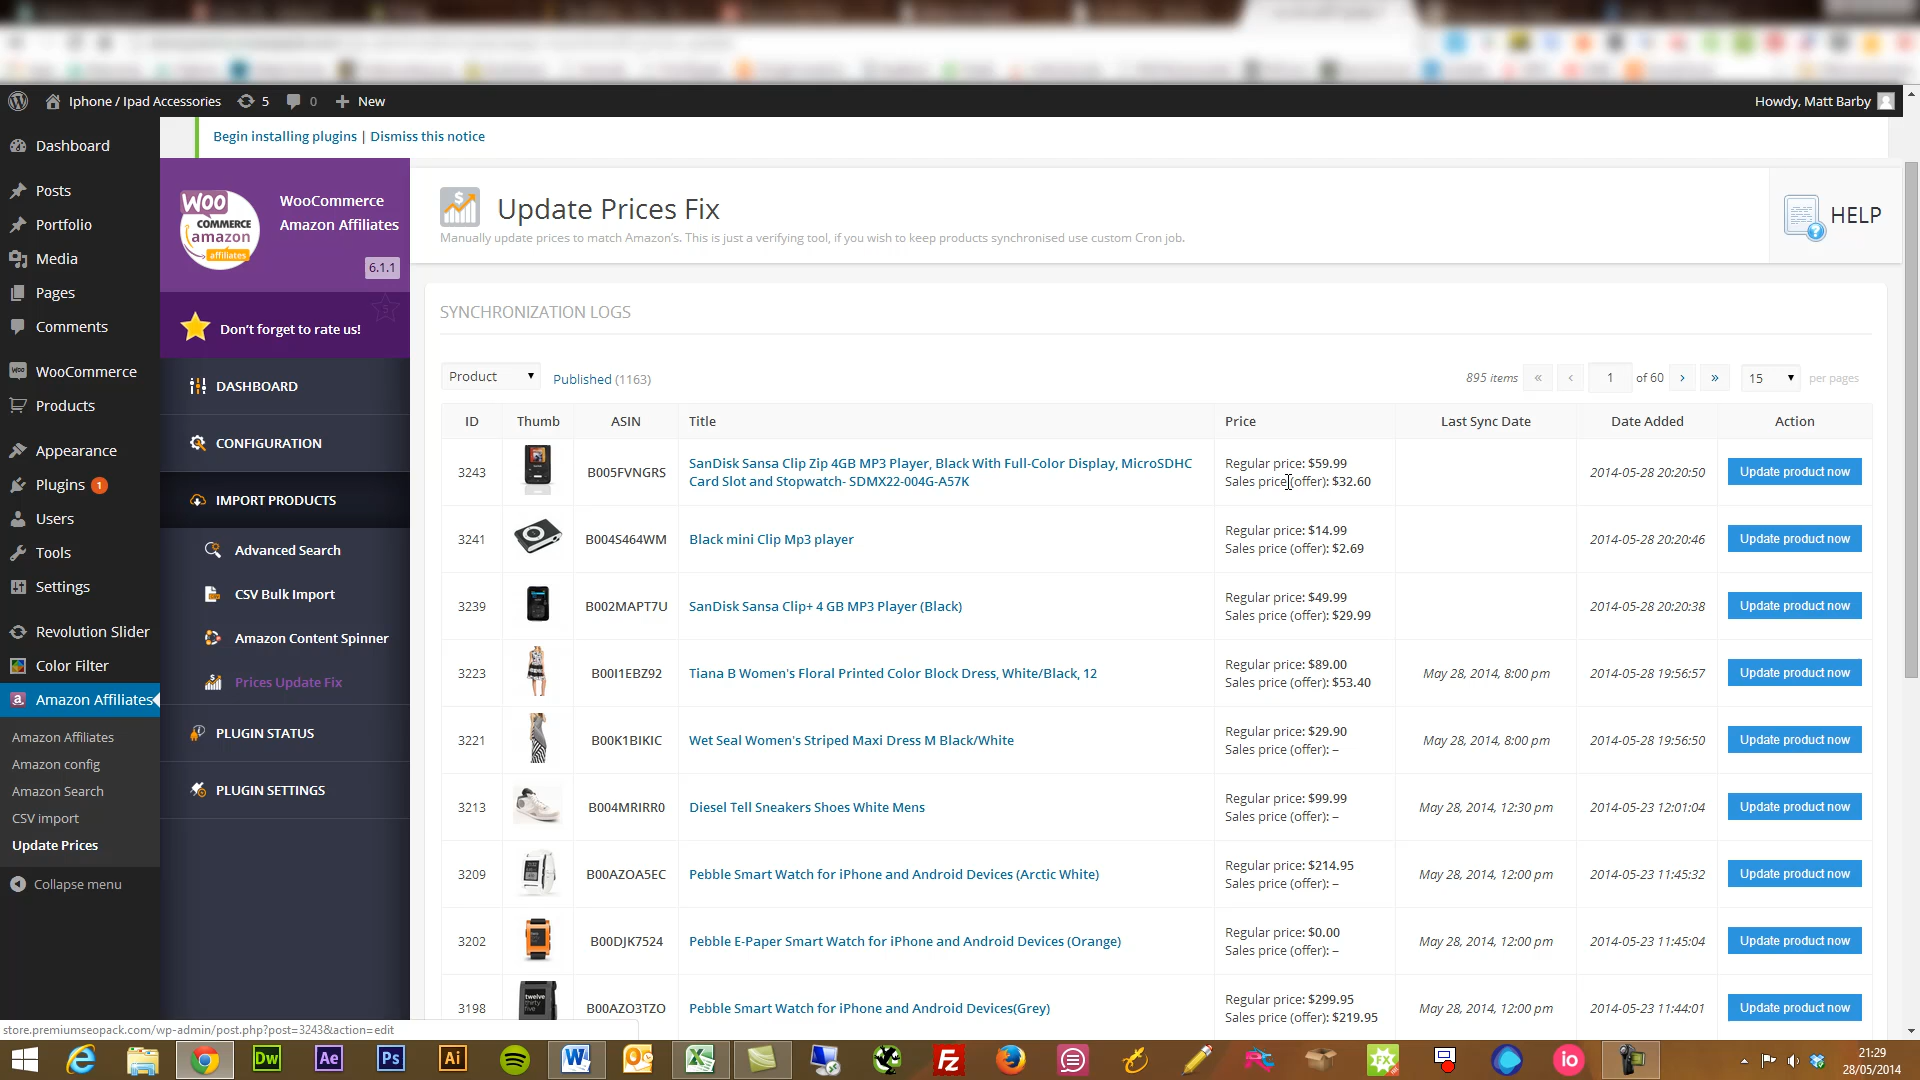 Iphone / Ipad Accessories 5 0 New Howdy, Matt Barby
Begin installing plugins | Dismiss this notice
Dashboard
Posts
Portfolio
Media
Pages
Comments
WooCommerce
Products
Appearance
Plugins 1
Users
Tools
Settings
Revolution Slider
Color Filter
Amazon Affiliates
Amazon Affiliates
Amazon config
Amazon Search
CSV import
Update Prices
Collapse menu
WOO
COMMERCE
amazon
affiliates
WooCommerce
Amazon Affiliates
6.1.1
Don't forget to rate us!
DASHBOARD
CONFIGURATION
IMPORT PRODUCTS
Advanced Search
CSV Bulk Import
Amazon Content Spinner
Prices Update Fix
PLUGIN STATUS
PLUGIN SETTINGS
Update Prices Fix
Manually update prices to match Amazon's. This is just a verifying tool, if you wish to keep products synchronised use custom Cron job.
HELP
SYNCHRONIZATION LOGS
Product Published (1163) 895 items « ‹ 1 of 60 › » 15 per pages
ID Thumb ASIN Title Price Last Sync Date Date Added Action
3243 B005FVNGRS SanDisk Sansa Clip Zip 4GB MP3 Player, Black With Full-Color Display, MicroSDHC
Card Slot and Stopwatch- SDMX22-004G-A57K
Regular price: $59.99
Sales price (offer): $32.60
2014-05-28 20:20:50 Update product now
3241 B004S464WM Black mini Clip Mp3 player
Regular price: $14.99
Sales price (offer): $2.69
2014-05-28 20:20:46 Update product now
3239 B002MAPT7U SanDisk Sansa Clip+ 4 GB MP3 Player (Black)
Regular price: $49.99
Sales price (offer): $29.99
2014-05-28 20:20:38 Update product now
3223 B00I1EBZ92 Tiana B Women's Floral Printed Color Block Dress, White/Black, 12
Regular price: $89.00
Sales price (offer): $53.40
May 28, 2014, 8:00 pm 2014-05-28 19:56:57 Update product now
3221 B00K1BIKIC Wet Seal Women's Striped Maxi Dress M Black/White
Regular price: $29.90
Sales price (offer): –
May 28, 2014, 8:00 pm 2014-05-28 19:56:50 Update product now
3213 B004MRIRR0 Diesel Tell Sneakers Shoes White Mens
Regular price: $99.99
Sales price (offer): –
May 28, 2014, 12:30 pm 2014-05-23 12:01:04 Update product now
3209 B00AZOA5EC Pebble Smart Watch for iPhone and Android Devices (Arctic White)
Regular price: $214.95
Sales price (offer): –
May 28, 2014, 12:00 pm 2014-05-23 11:45:32 Update product now
3202 B00DJK7524 Pebble E-Paper Smart Watch for iPhone and Android Devices (Orange)
Regular price: $0.00
Sales price (offer): –
May 28, 2014, 12:00 pm 2014-05-23 11:45:04 Update product now
3198 twelve thirty five B00AZO3TZO Pebble Smart Watch for iPhone and Android Devices(Grey)
Regular price: $299.95
Sales price (offer): $219.95
May 28, 2014, 12:00 pm 2014-05-23 11:44:01 Update product now
store.premiumseopack.com/wp-admin/post.php?post=3243&action=edit
Dw Ae Ps Ai W X Fz FX io
21:29
28/05/2014